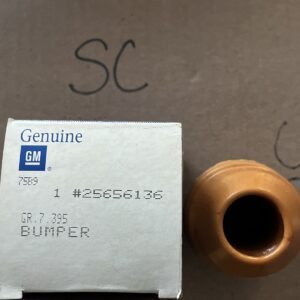 SC
Genuine
GM
7589
1 #25656136
GR.7.395
BUMPER